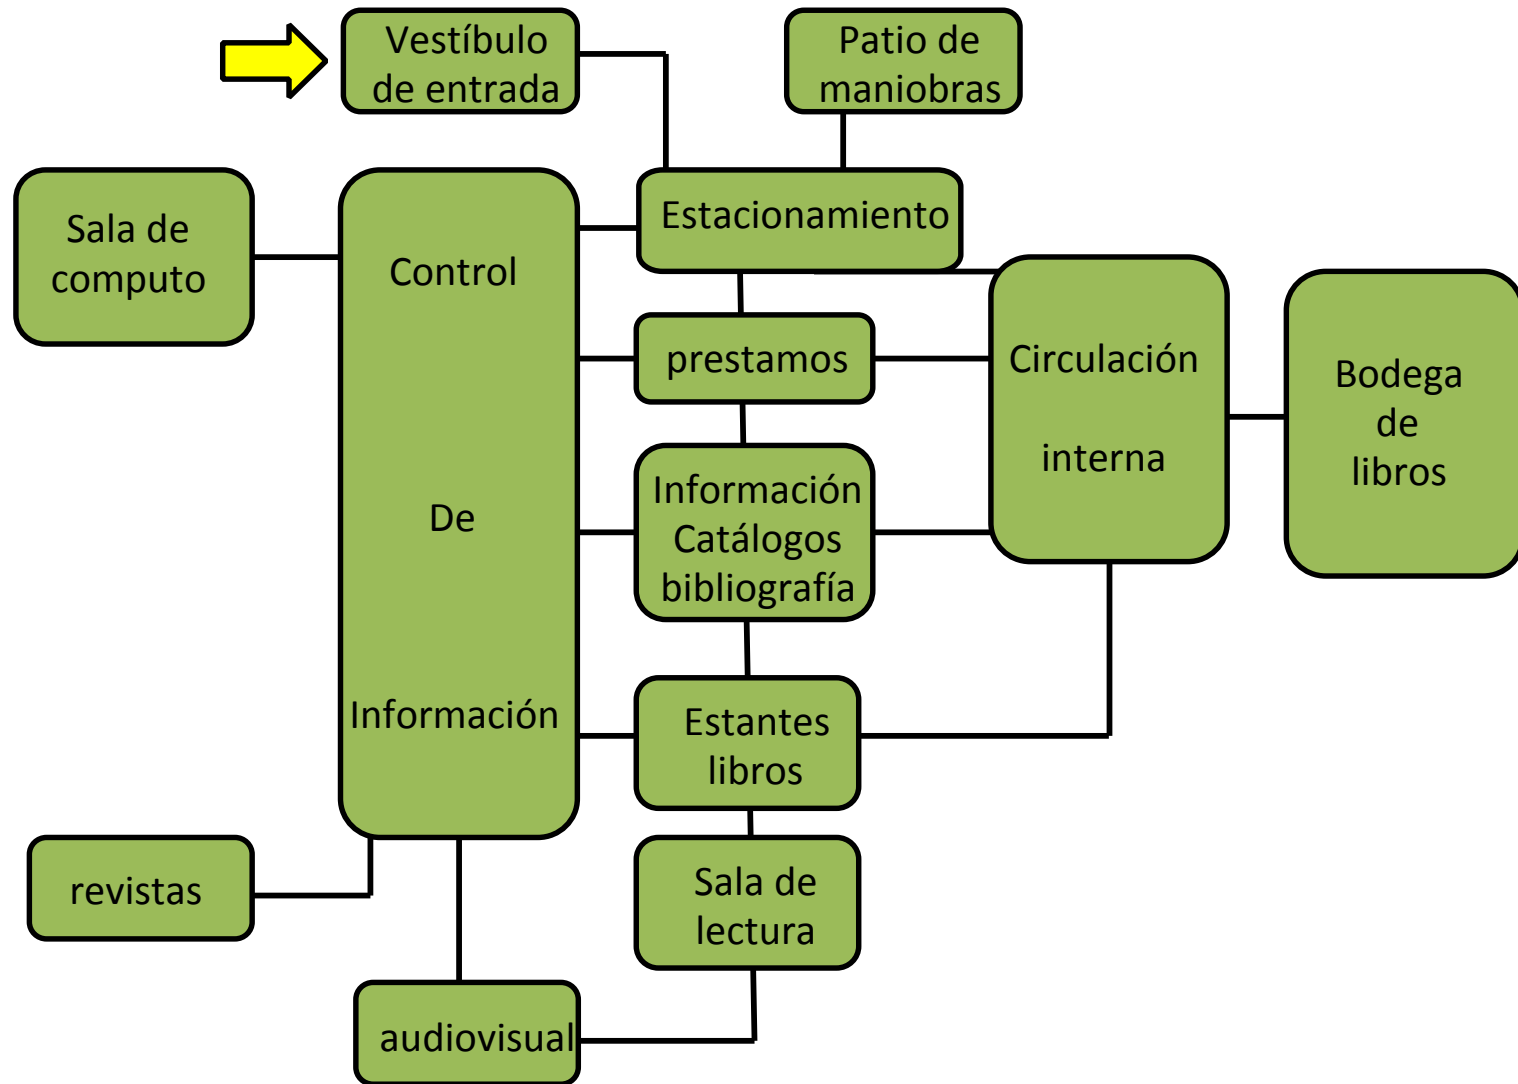 Vestíbulo
de entrada
Patio de
maniobras
Sala de
computo
Control
De
Información
Estacionamiento
prestamos
Información
Catálogos
bibliografía
Estantes
libros
Sala de
lectura
Circulación
interna
Bodega
de
libros
revistas
audiovisual